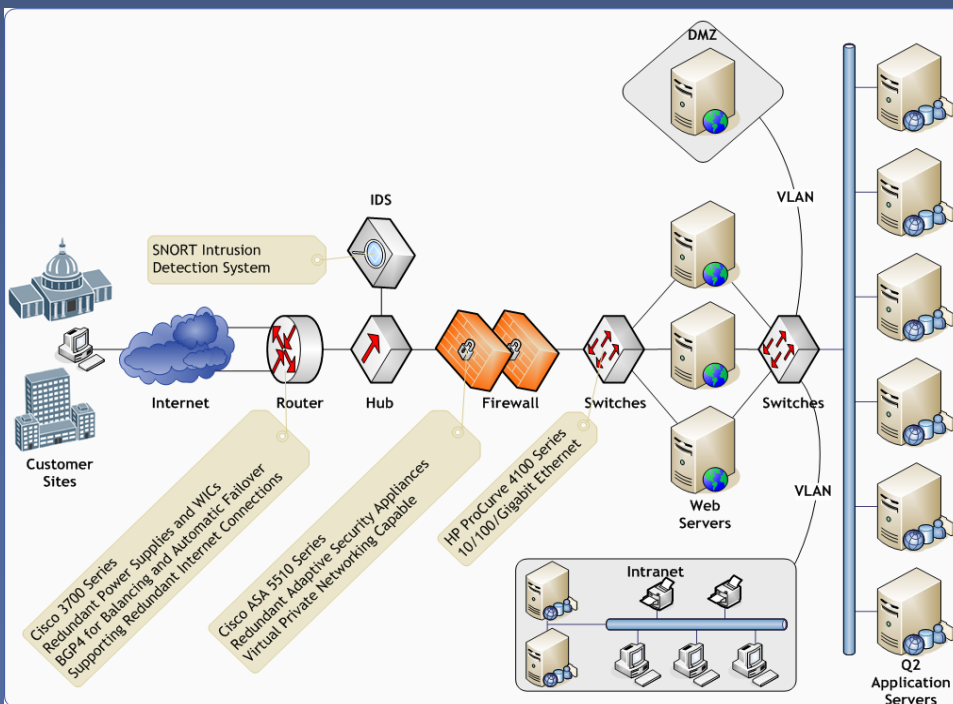 DMZ
VLAN
IDS
SNORT Intrusion
Detection System
Internet
Router
Hub
Firewall
Switches
Switches
Customer
Sites
Web
Servers
VLAN
Cisco 3700 Series
Redundant Power Supplies and WICs
BGP4 for Balancing and Automatic Failover
Supporting Redundant Internet Connections
Cisco ASA 5510 Series
Redundant Adaptive Security Appliances
Virtual Private Networking Capable
HP ProCurve 4100 Series
10/100/Gigabit Ethernet
Intranet
Q2
Application
Servers